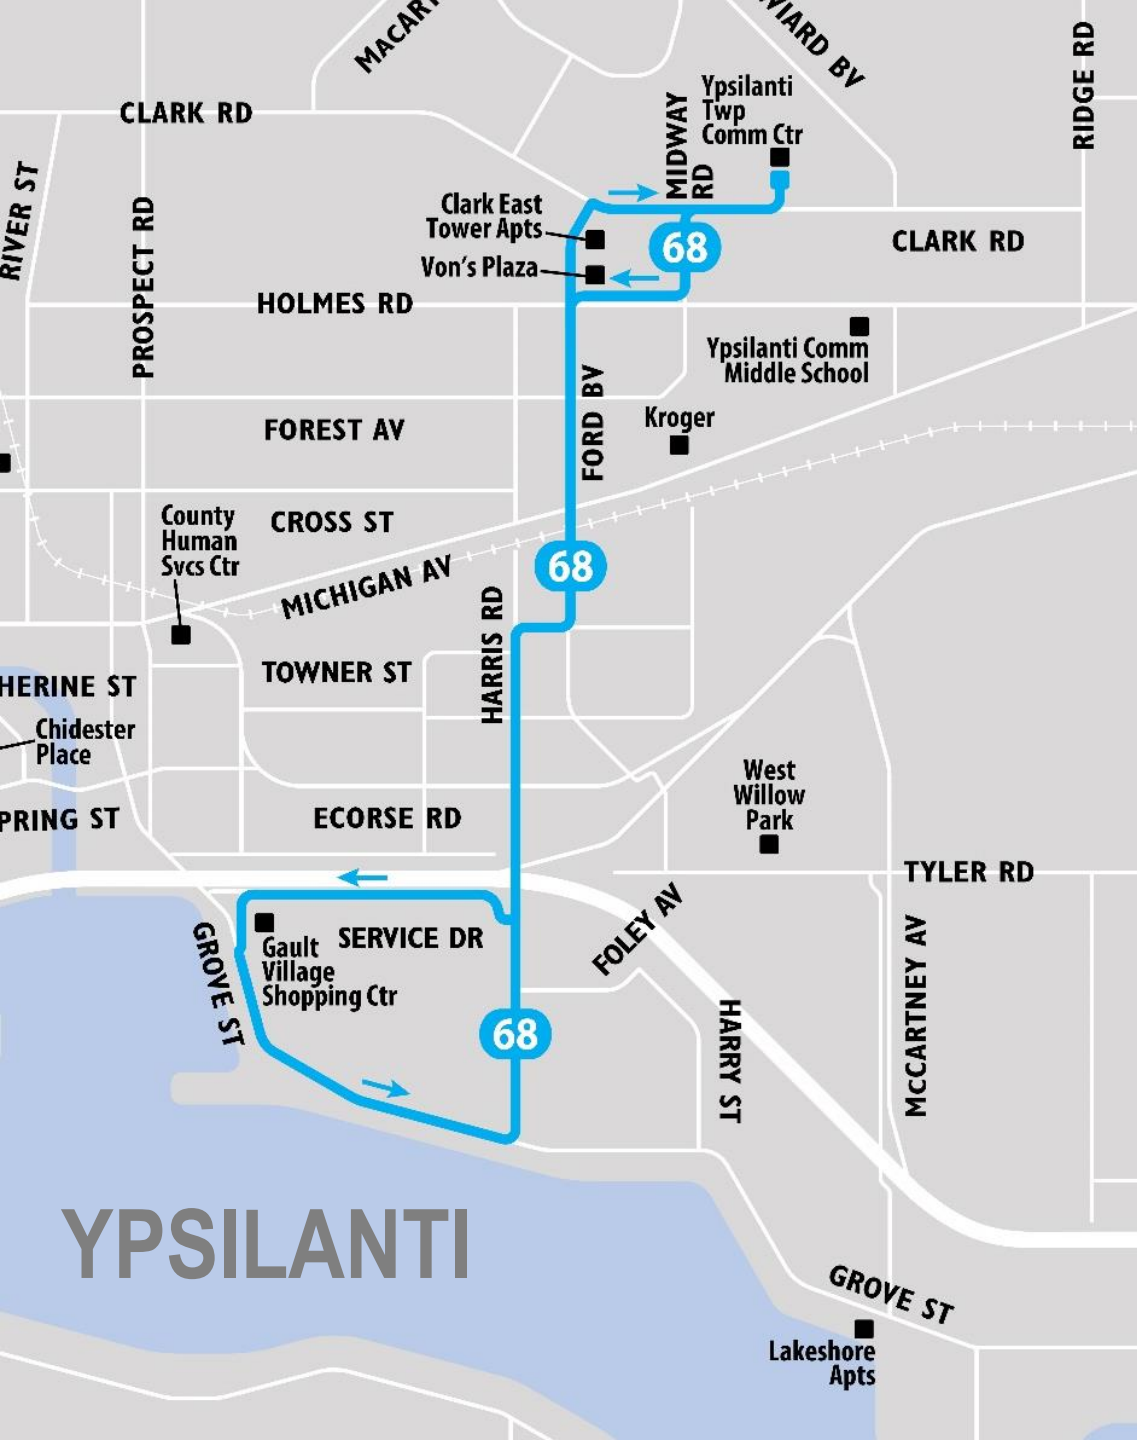 MACART
WIARD BV
RIDGE RD
Ypsilanti
Twp
Comm Ctr
CLARK RD
MIDWAY
RD
RIVER ST
PROSPECT RD
Clark East
Tower Apts
68
CLARK RD
Von's Plaza
HOLMES RD
Ypsilanti Comm
Middle School
FORD BV
Kroger
FOREST AV
County
Human
Svcs Ctr
CROSS ST
68
MICHIGAN AV
HARRIS RD
TOWNER ST
HERINE ST
Chidester
Place
West
Willow
Park
PRING ST
ECORSE RD
TYLER RD
FOLEY AV
GROVE ST
SERVICE DR
Gault
Village
Shopping Ctr
McCARTNEY AV
HARRY ST
68
YPSILANTI
GROVE ST
Lakeshore
Apts